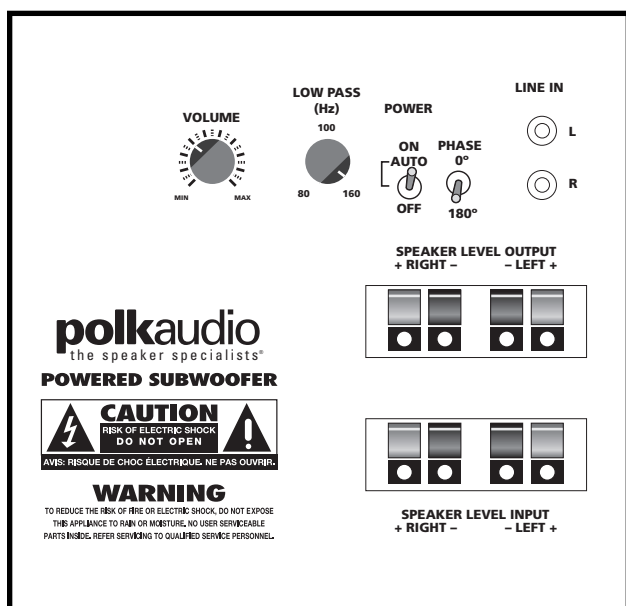 LINE IN
LOW PASS
(Hz)
VOLUME
POWER
100
L
ON
AUTO
PHASE
0º
R
MIN
MAX
80
160
OFF
180º
SPEAKER LEVEL OUTPUT
+ RIGHT – – LEFT +
polkaudio
the speaker specialists®
POWERED SUBWOOFER
CAUTION
RISK OF ELECTRIC SHOCK
DO NOT OPEN
AVIS: RISQUE DE CHOC ÉLECTRIQUE. NE PAS OUVRIR.
WARNING
TO REDUCE THE RISK OF FIRE OR ELECTRIC SHOCK, DO NOT EXPOSE
THIS APPLIANCE TO RAIN OR MOISTURE. NO USER SERVICEABLE
PARTS INSIDE. REFER SERVICING TO QUALIFIED SERVICE PERSONNEL.
SPEAKER LEVEL INPUT
+ RIGHT – – LEFT +